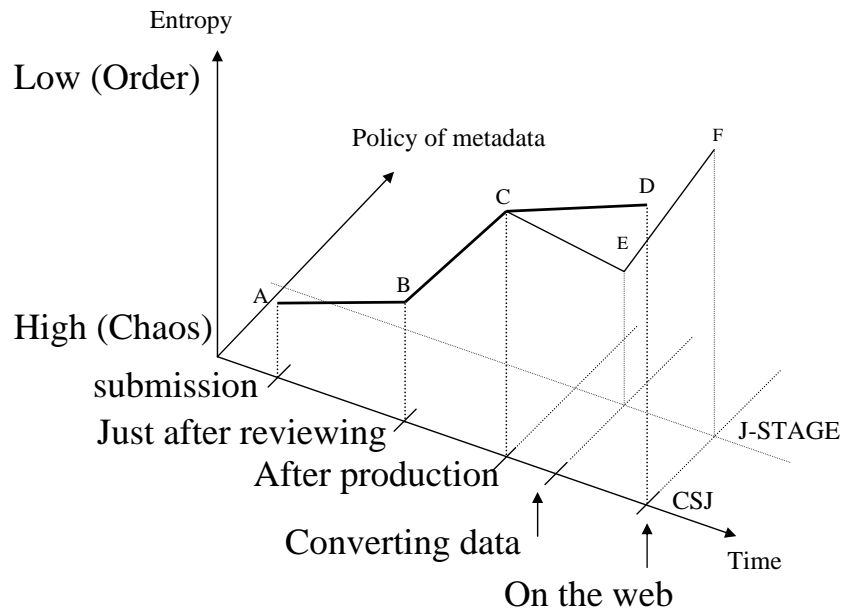 Entropy
Low (Order)
Policy of metadata
F
C
D
E
A
B
High (Chaos)
submission
Just after reviewing
J-STAGE
After production
CSJ
Converting data
Time
On the web